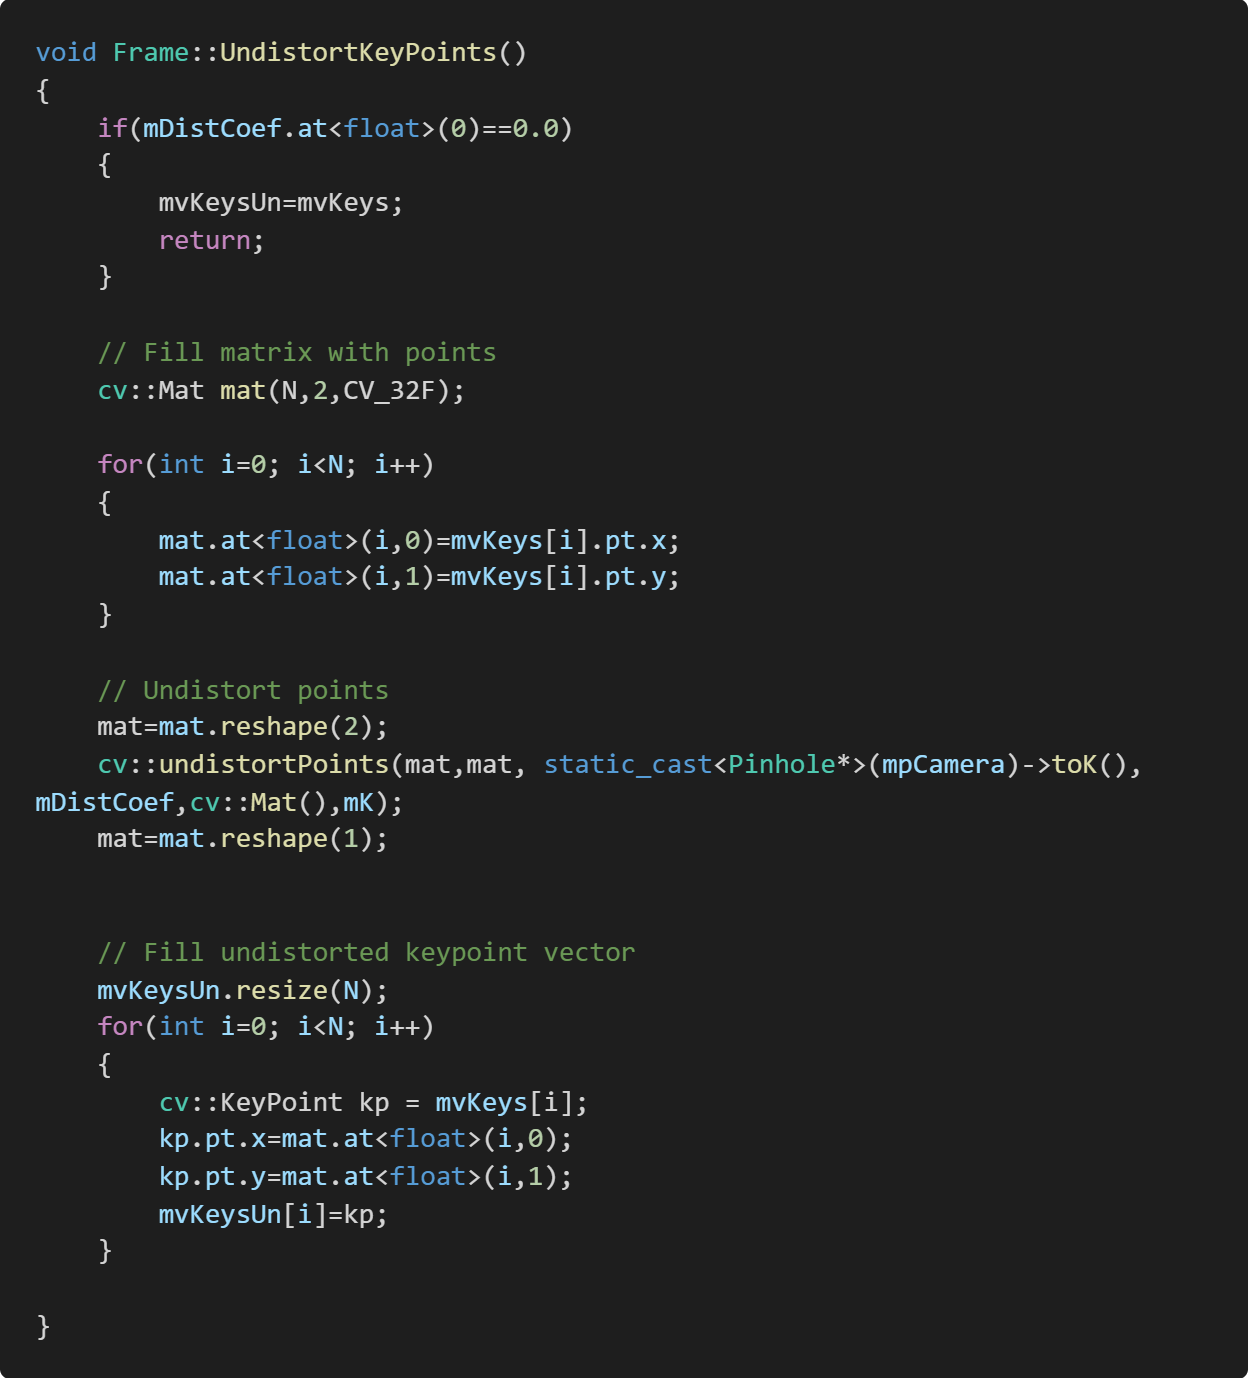 void Frame::UndistortKeyPoints()
{
    if(mDistCoef.at<float>(0)==0.0)
    {
        mvKeysUn=mvKeys;
        return;
    }

    // Fill matrix with points
    cv::Mat mat(N,2,CV_32F);

    for(int i=0; i<N; i++)
    {
        mat.at<float>(i,0)=mvKeys[i].pt.x;
        mat.at<float>(i,1)=mvKeys[i].pt.y;
    }

    // Undistort points
    mat=mat.reshape(2);
    cv::undistortPoints(mat,mat, static_cast<Pinhole*>(mpCamera)->toK(),
mDistCoef,cv::Mat(),mK);
    mat=mat.reshape(1);


    // Fill undistorted keypoint vector
    mvKeysUn.resize(N);
    for(int i=0; i<N; i++)
    {
        cv::KeyPoint kp = mvKeys[i];
        kp.pt.x=mat.at<float>(i,0);
        kp.pt.y=mat.at<float>(i,1);
        mvKeysUn[i]=kp;
    }

}